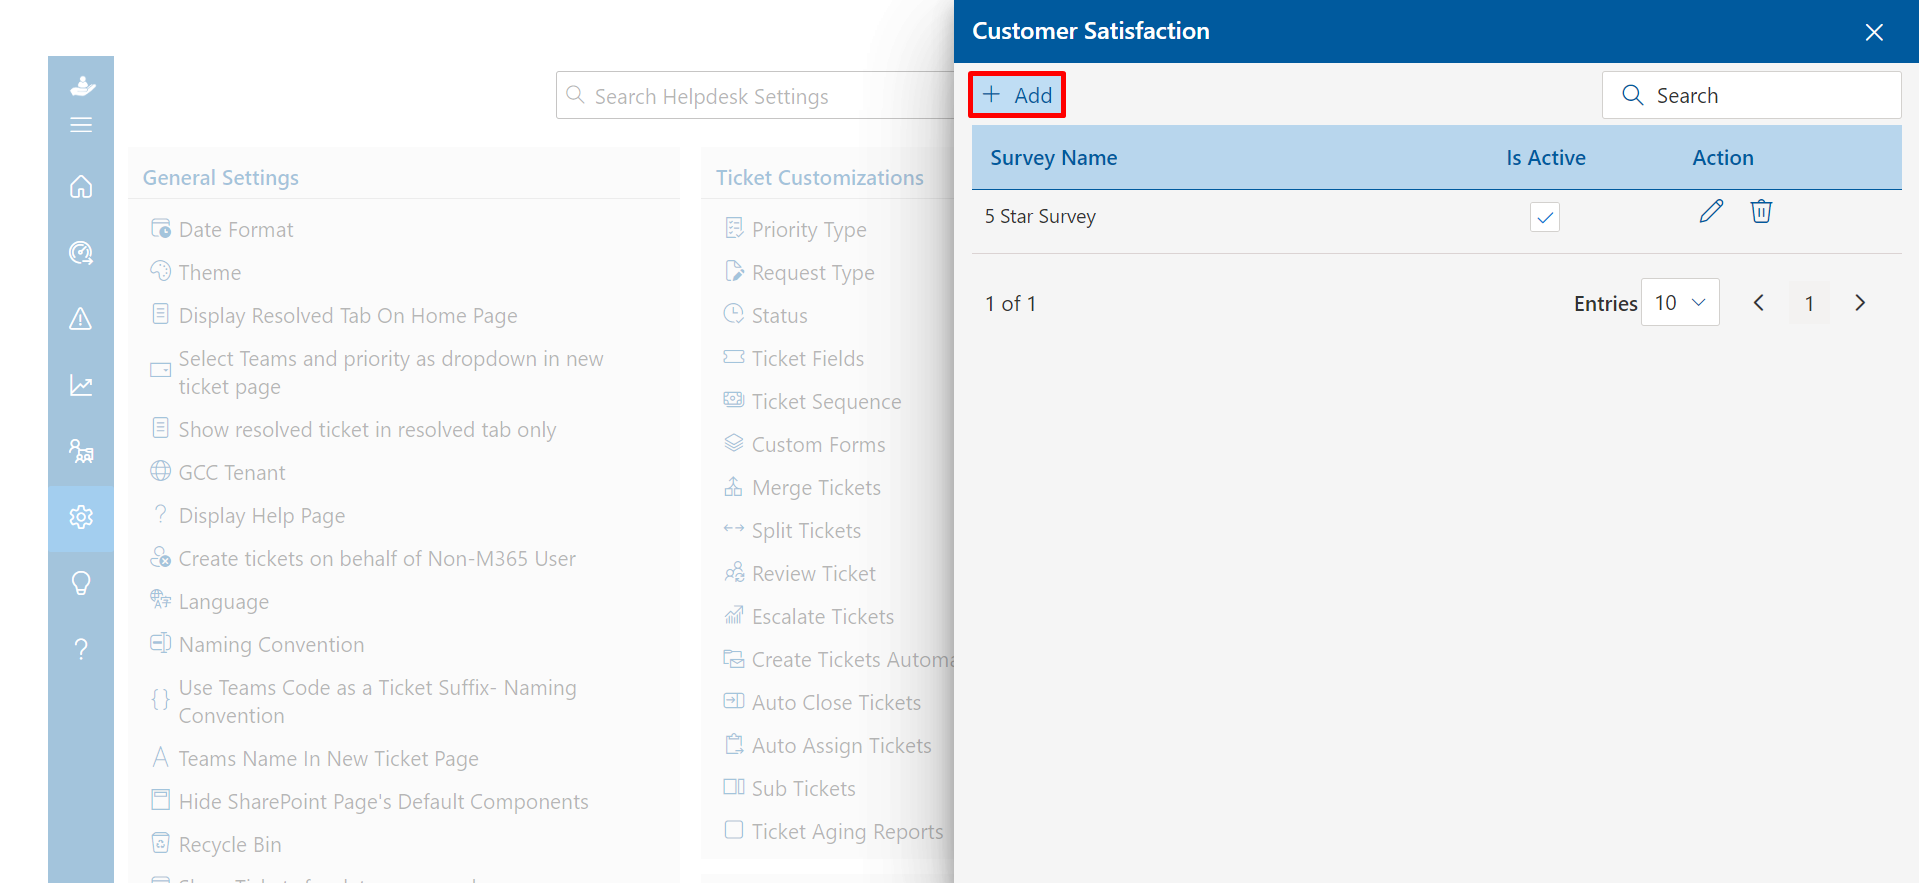 Customer Satisfaction
Search Helpdesk Settings
Add
Search
General Settings
Date Format
Theme
Display Resolved Tab On Home Page
Select Teams and priority as dropdown in new
ticket page
Show resolved ticket in resolved tab only
GCC Tenant
Display Help Page
Create tickets on behalf of Non-M365 User
Language
Naming Convention
Use Teams Code as a Ticket Suffix- Naming
Convention
Teams Name In New Ticket Page
Hide SharePoint Page's Default Components
Recycle Bin
Ticket Customizations
Priority Type
Request Type
Status
Ticket Fields
Ticket Sequence
Custom Forms
Merge Tickets
Split Tickets
Review Ticket
Escalate Tickets
Create Tickets Automa
Auto Close Tickets
Auto Assign Tickets
Sub Tickets
Ticket Aging Reports
Survey Name Is Active Action
5 Star Survey
1 of 1 Entries 10 1